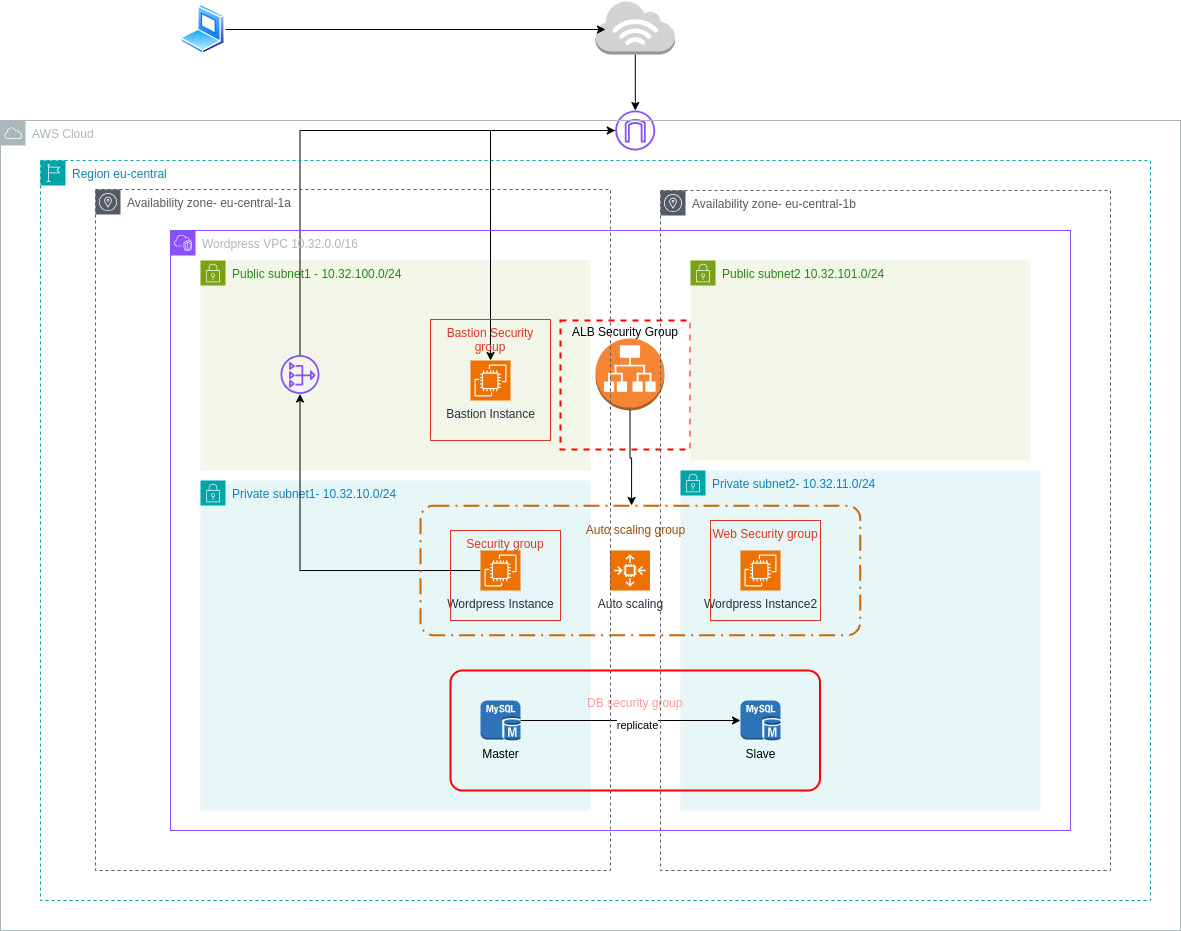 AWS Cloud
Region eu-central
Availability zone- eu-central-1a
Availability zone- eu-central-1b
Wordpress VPC 10.32.0.0/16
Public subnet1 - 10.32.100.0/24
Public subnet2 10.32.101.0/24
Bastion Security
group
ALB Security Group
Bastion Instance
Private subnet1- 10.32.10.0/24
Private subnet2- 10.32.11.0/24
Auto scaling group
Security group
Web Security group
Wordpress Instance
Auto scaling
Wordpress Instance2
DB security group
MySQL
M
MySQL
M
replicate
Master
Slave